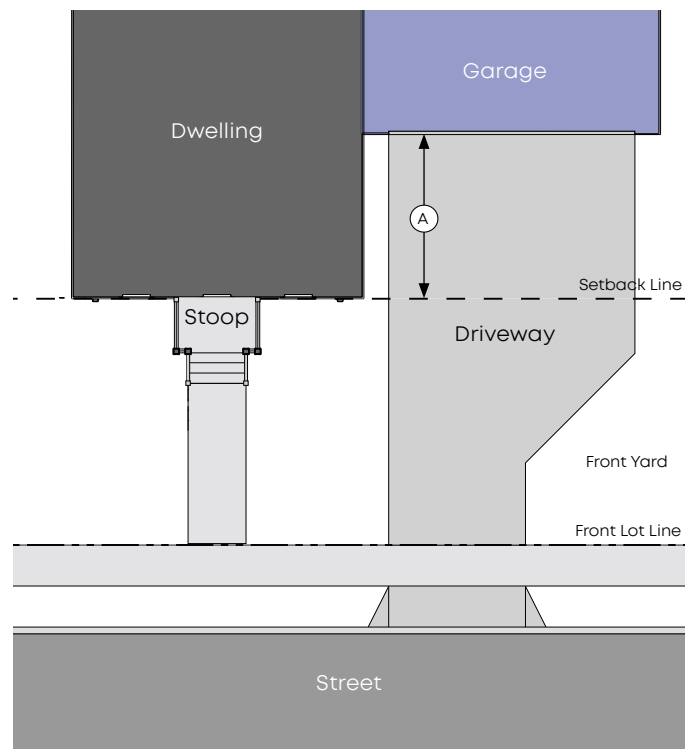 Garage
Dwelling
A
Setback Line
Stoop
Driveway
Front Yard
Front Lot Line
Street